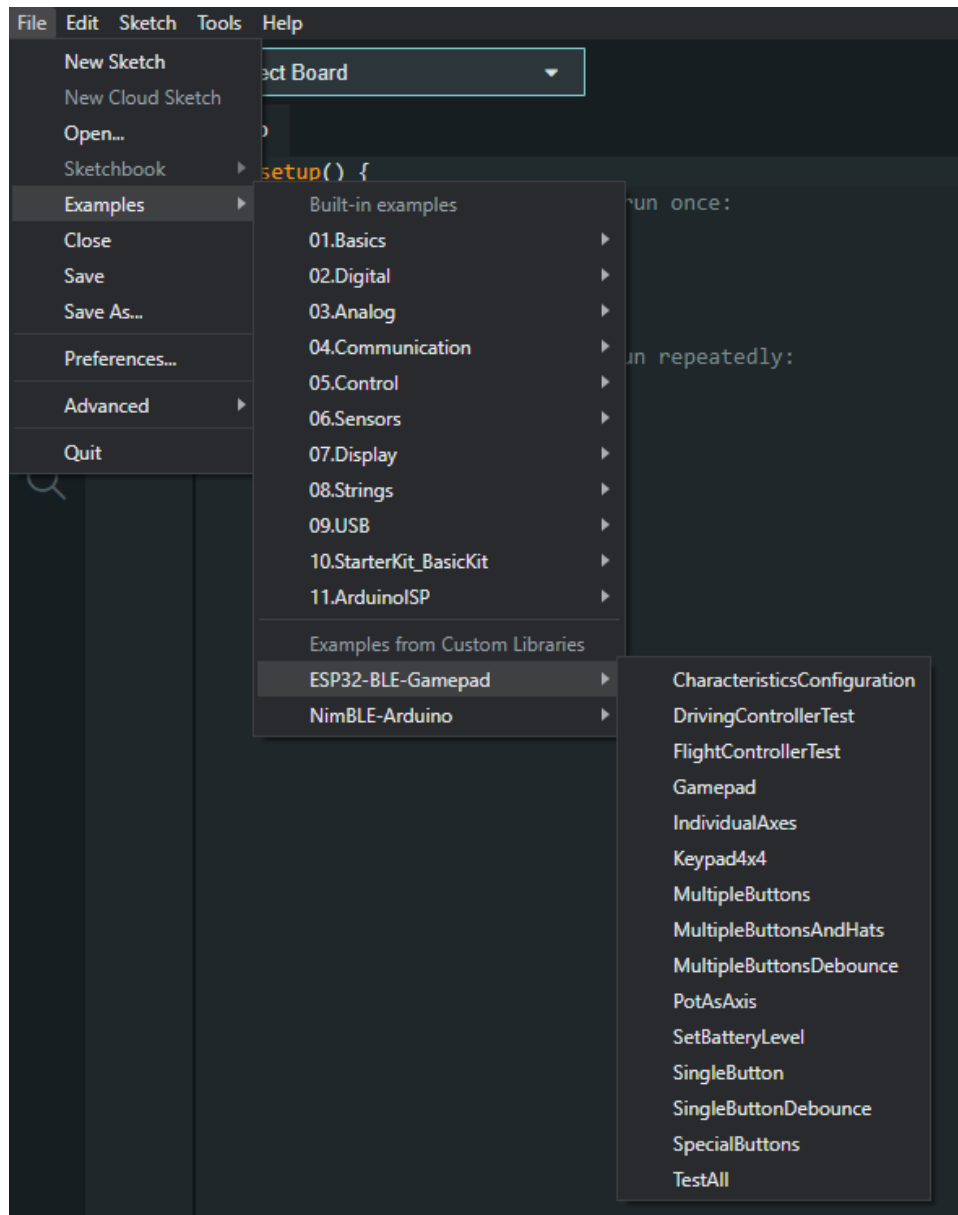 File Edit Sketch Tools Help
New Sketch
New Cloud Sketch
Open...
Sketchbook
Examples
Close
Save
Save As...
Preferences...
Advanced
Quit
Board
setup() {
run once:
repeatedly:
Built-in examples
01.Basics
02.Digital
03.Analog
04.Communication
05.Control
06.Sensors
07.Display
08.Strings
09.USB
10.StarterKit_BasicKit
11.ArduinoISP
Examples from Custom Libraries
ESP32-BLE-Gamepad
NimBLE-Arduino
CharacteristicsConfiguration
DrivingControllerTest
FlightControllerTest
Gamepad
IndividualAxes
Keypad4x4
MultipleButtons
MultipleButtonsAndHats
MultipleButtonsDebounce
PotAsAxis
SetBatteryLevel
SingleButton
SingleButtonDebounce
SpecialButtons
TestAll